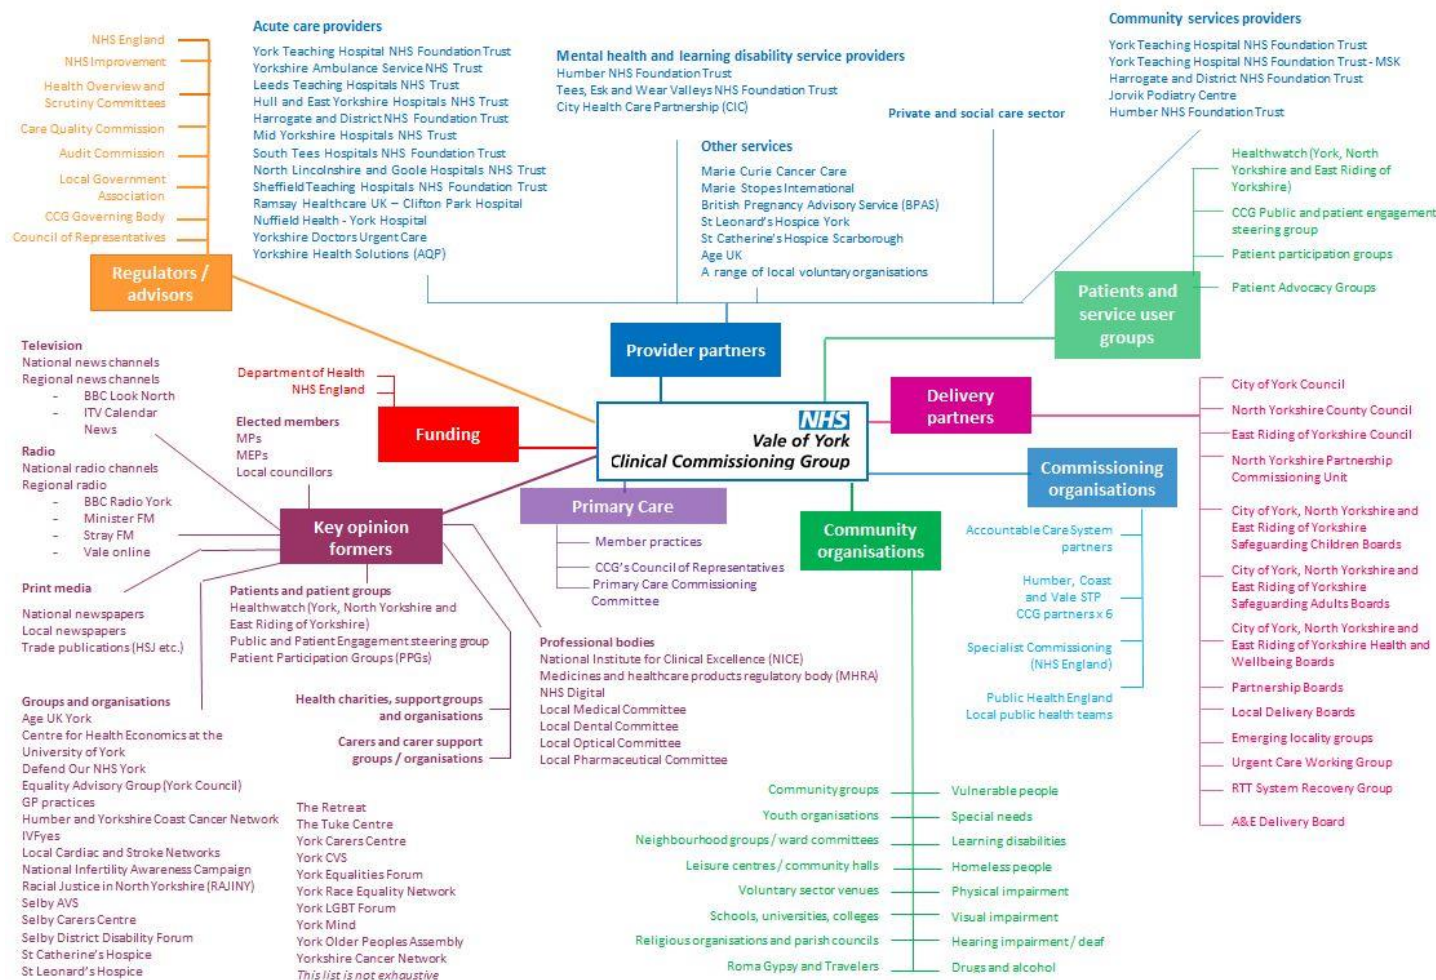 NHS England
NHS Improvement
Health Overview and
Scrutiny Committees
Care Quality Commission
Audit Commission
Local Government
Association
CCG Governing Body
Council of Representatives
Regulators /
advisors
Acute care providers
York Teaching Hospital NHS Foundation Trust
Yorkshire Ambulance Service NHS Trust
Leeds Teaching Hospitals NHS Trust
Hull and East Yorkshire Hospitals NHS Trust
Harrogate and District NHS Foundation Trust
Mid Yorkshire Hospitals NHS Trust
South Tees Hospitals NHS Foundation Trust
North Lincolnshire and Goole Hospitals NHS Trust
Sheffield Teaching Hospitals NHS Foundation Trust
Ramsay Healthcare UK – Clifton Park Hospital
Nuffield Health - York Hospital
Yorkshire Doctors Urgent Care
Yorkshire Health Solutions (AQP)
Mental health and learning disability service providers
Humber NHS Foundation Trust
Tees, Esk and Wear Valleys NHS Foundation Trust
City Health Care Partnership (CIC)
Other services
Marie Curie Cancer Care
Marie Stopes International
British Pregnancy Advisory Service (BPAS)
St Leonard's Hospice York
St Catherine's Hospice Scarborough
Age UK
A range of local voluntary organisations
Private and social care sector
Community services providers
York Teaching Hospital NHS Foundation Trust
York Teaching Hospital NHS Foundation Trust - MSK
Harrogate and District NHS Foundation Trust
Jorvik Podiatry Centre
Humber NHS Foundation Trust
Provider partners
Healthwatch (York, North
Yorkshire and East Riding of
Yorkshire)
CCG Public and patient engagement
steering group
Patient participation groups
Patient Advocacy Groups
Patients and
service user
groups
Department of Health
NHS England
Funding
NHS
Vale of York
Clinical Commissioning Group
Delivery
partners
City of York Council
North Yorkshire County Council
East Riding of Yorkshire Council
North Yorkshire Partnership
Commissioning Unit
City of York, North Yorkshire and
East Riding of Yorkshire
Safeguarding Children Boards
City of York, North Yorkshire and
East Riding of Yorkshire
Safeguarding Adults Boards
City of York, North Yorkshire and
East Riding of Yorkshire Health and
Wellbeing Boards
Partnership Boards
Local Delivery Boards
Emerging locality groups
Urgent Care Working Group
RTT System Recovery Group
A&E Delivery Board
Commissioning
organisations
Accountable Care System
partners
Humber, Coast
and Vale STP
CCG partners x 6
Specialist Commissioning
(NHS England)
Public Health England
Local public health teams
Primary Care
Member practices
CCG's Council of Representatives
Primary Care Commissioning
Committee
Community
organisations
Community groups
Youth organisations
Neighbourhood groups / ward committees
Leisure centres / community halls
Voluntary sector venues
Schools, universities, colleges
Religious organisations and parish councils
Roma Gypsy and Travelers
Vulnerable people
Special needs
Learning disabilities
Homeless people
Physical impairment
Visual impairment
Hearing impairment / deaf
Drugs and alcohol
Key opinion
formers
Television
National news channels
Regional news channels
- BBC Look North
- ITV Calendar
News
Radio
National radio channels
Regional radio
- BBC Radio York
- Minister FM
- Stray FM
- Vale online
Print media
National newspapers
Local newspapers
Trade publications (HSJ etc.)
Elected members
MPs
MEPs
Local councillors
Patients and patient groups
Healthwatch (York, North Yorkshire and
East Riding of Yorkshire)
Public and Patient Engagement steering group
Patient Participation Groups (PPGs)
Health charities, support groups
and organisations
Carers and carer support
groups / organisations
Professional bodies
National Institute for Clinical Excellence (NICE)
Medicines and healthcare products regulatory body (MHRA)
NHS Digital
Local Medical Committee
Local Dental Committee
Local Optical Committee
Local Pharmaceutical Committee
Groups and organisations
Age UK York
Centre for Health Economics at the
University of York
Defend Our NHS York
Equality Advisory Group (York Council)
GP practices
Humber and Yorkshire Coast Cancer Network
IVFyes
Local Cardiac and Stroke Networks
National Infertility Awareness Campaign
Racial Justice in North Yorkshire (RAJINY)
Selby AVS
Selby Carers Centre
Selby District Disability Forum
St Catherine's Hospice
St Leonard's Hospice
The Retreat
The Tuke Centre
York Carers Centre
York CVS
York Equalities Forum
York Race Equality Network
York LGBT Forum
York Mind
York Older Peoples Assembly
Yorkshire Cancer Network
This list is not exhaustive